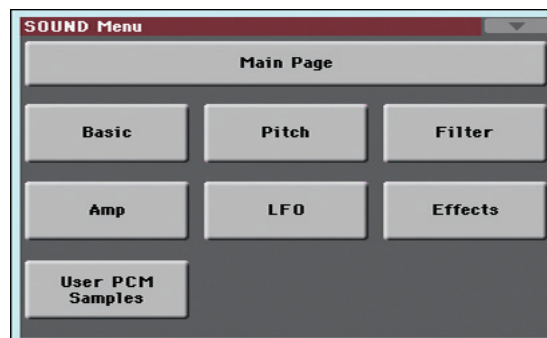 SOUND Menu
Main Page
Basic
Pitch
Filter
Amp
LFO
Effects
User PCM
Samples